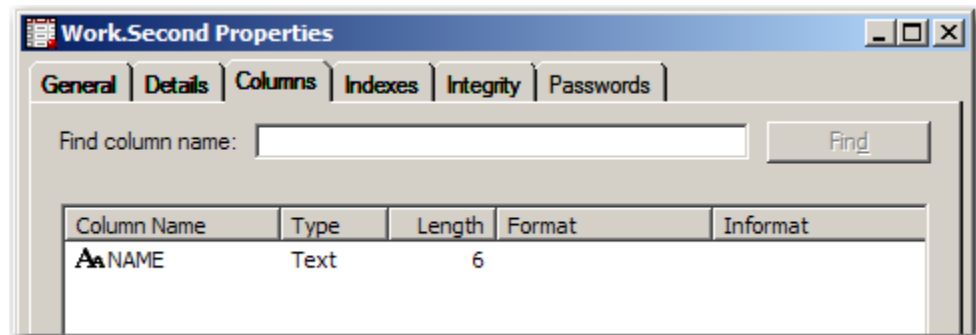 Work.Second Properties
General Details Columns Indexes Integrity Passwords
Find column name: Find
Column Name Type Length Format Informat
NAME Text 6